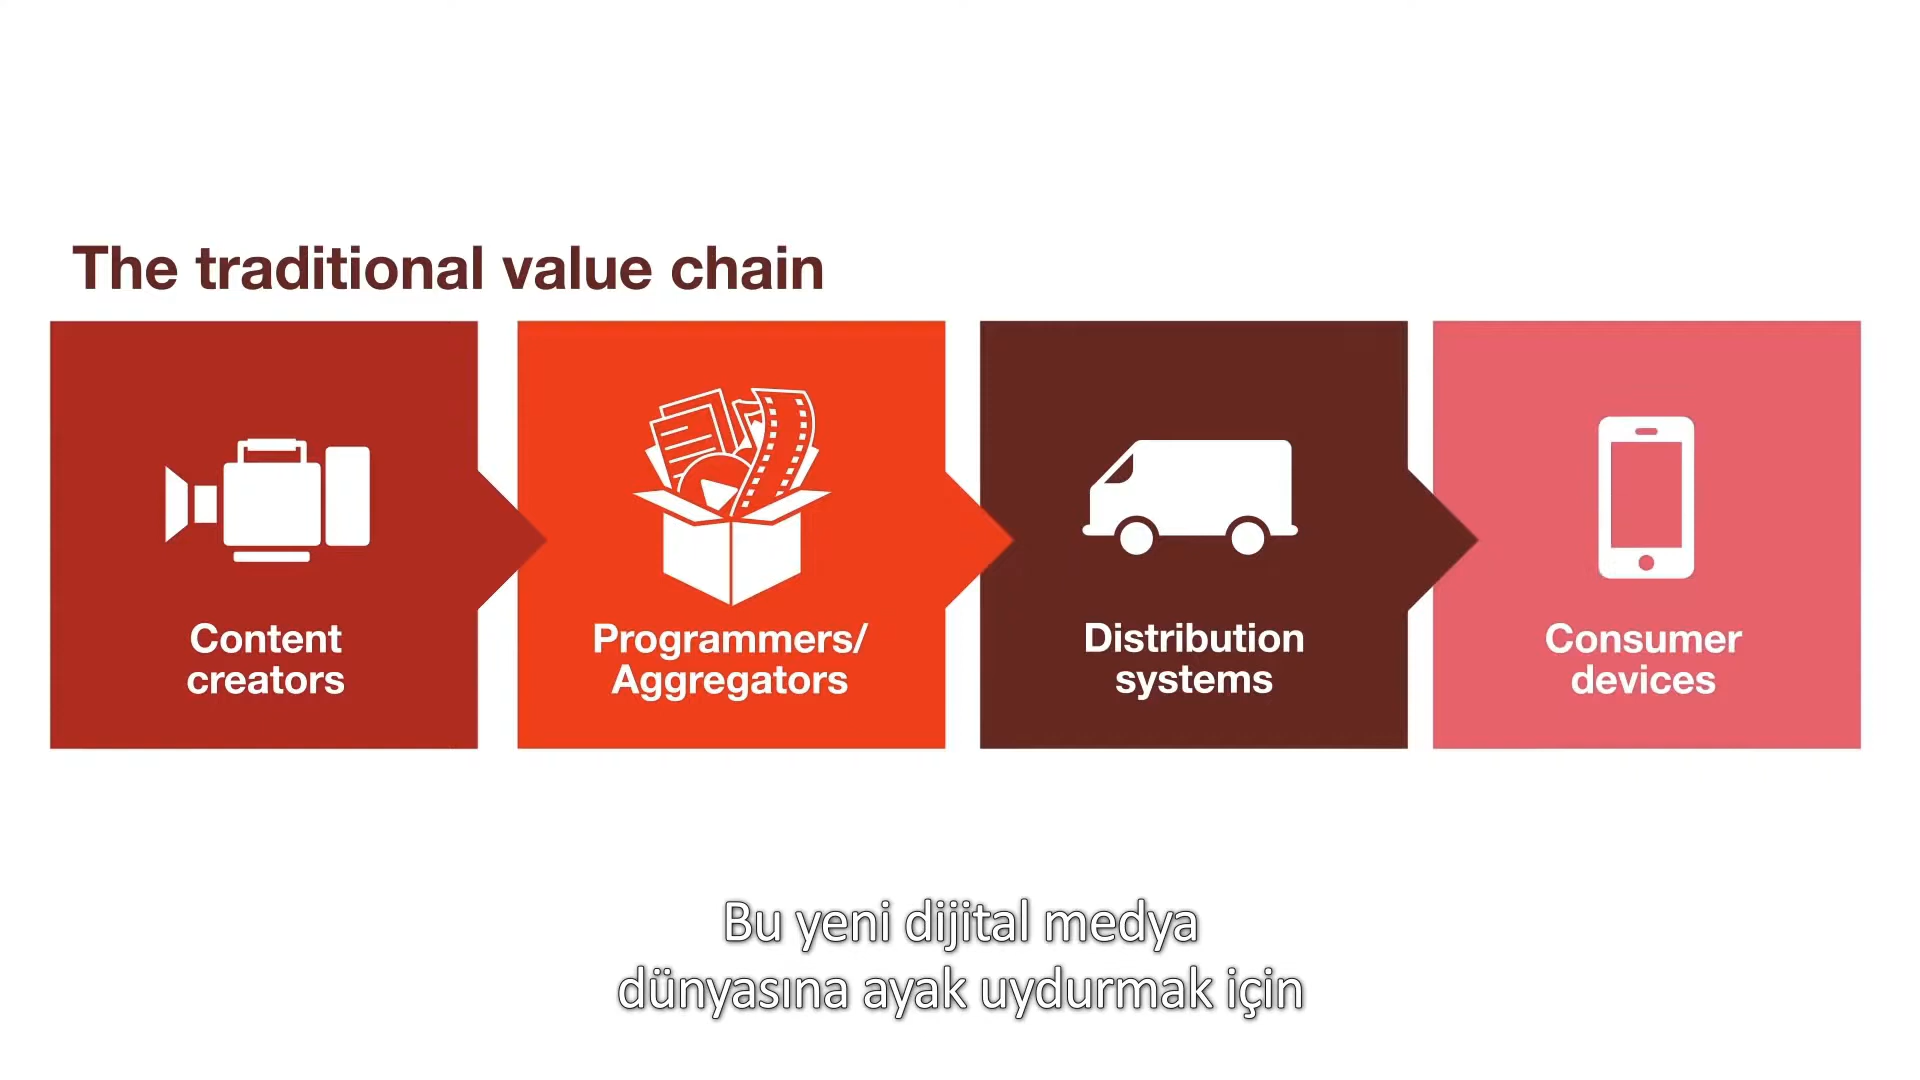 The traditional value chain
Content
creators
Programmers/
Aggregators
Distribution
systems
Consumer
devices
Bu yeni dijital medya
dünyasına ayak uydurmak için